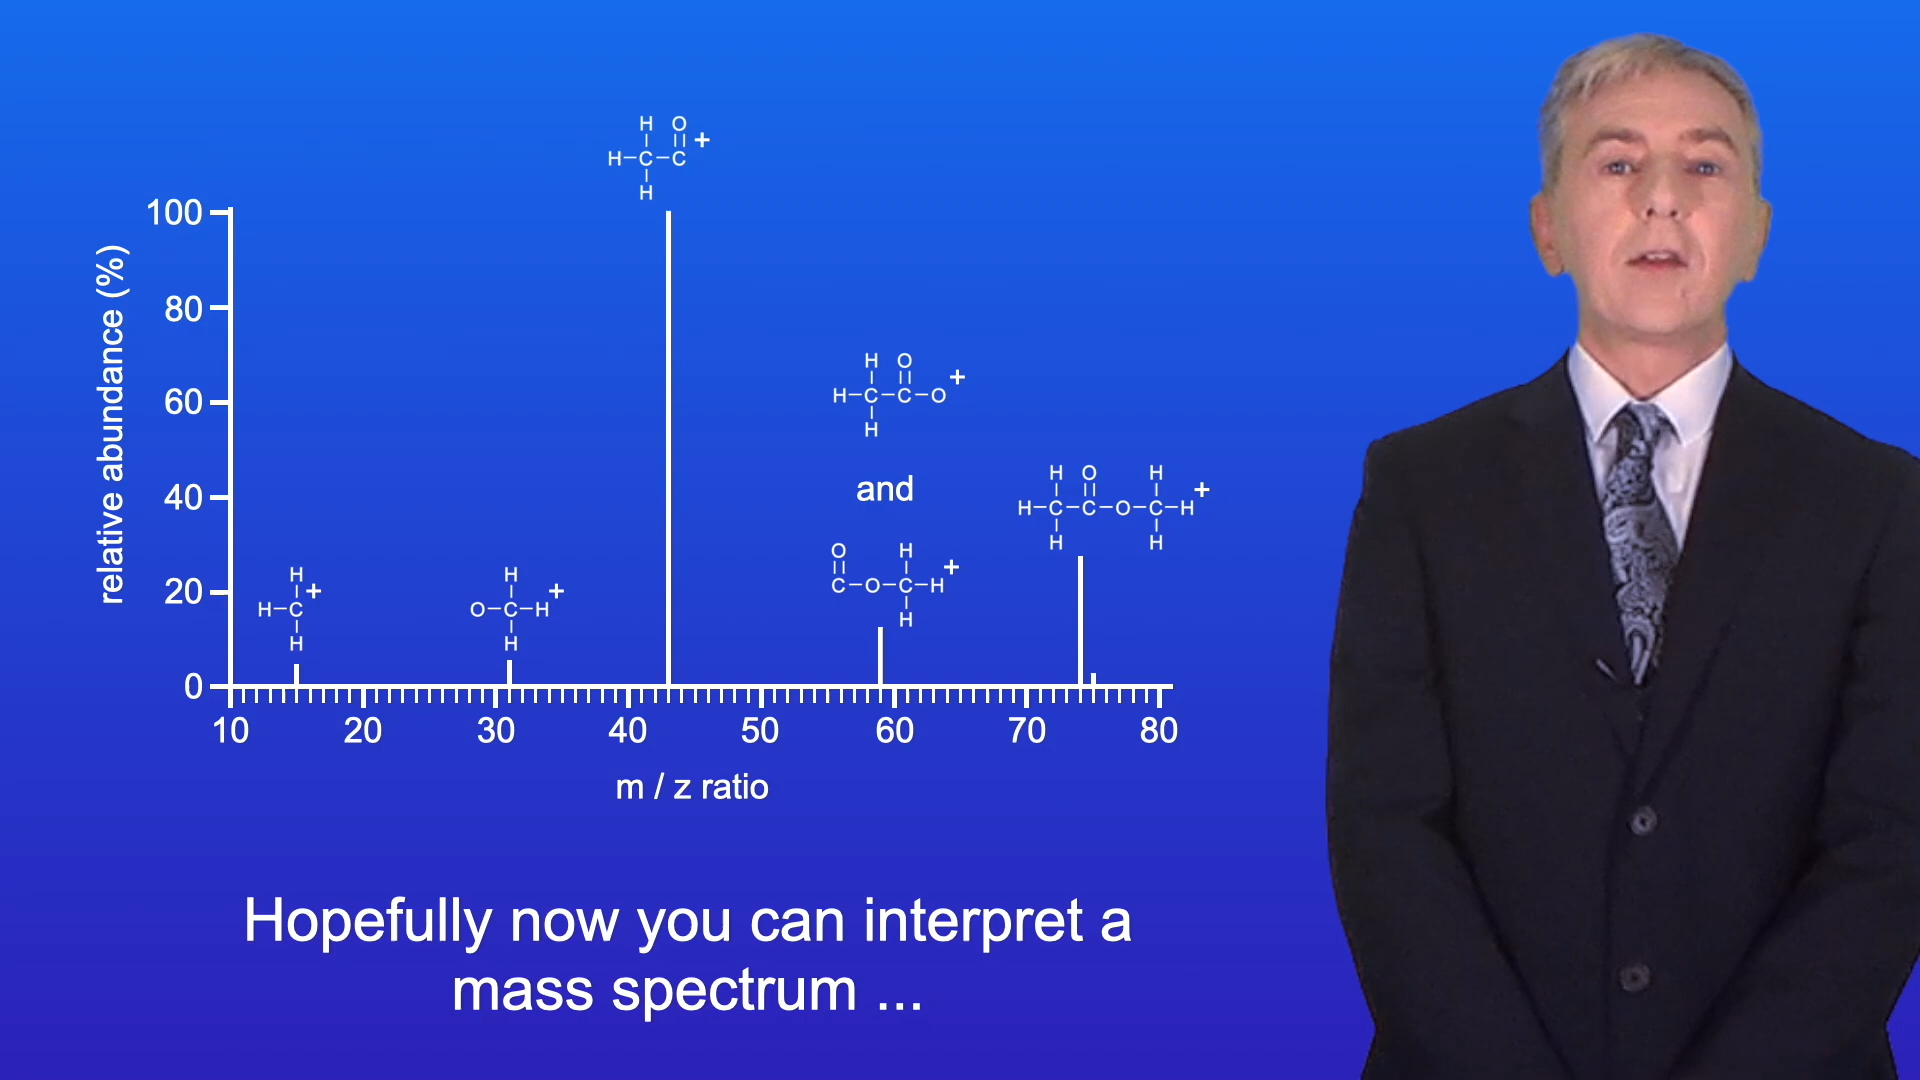 H O
+
H C C
H
100
80
60
40
20
0
relative abundance (%)
H O
+
H C C O
H
and
O H
+
C O C H
H
H O H
+
H C C O C H
H H
H
+
H C
H
H
+
O C H
H
10 20 30 40 50 60 70 80
m / z ratio
Hopefully now you can interpret a
mass spectrum ...